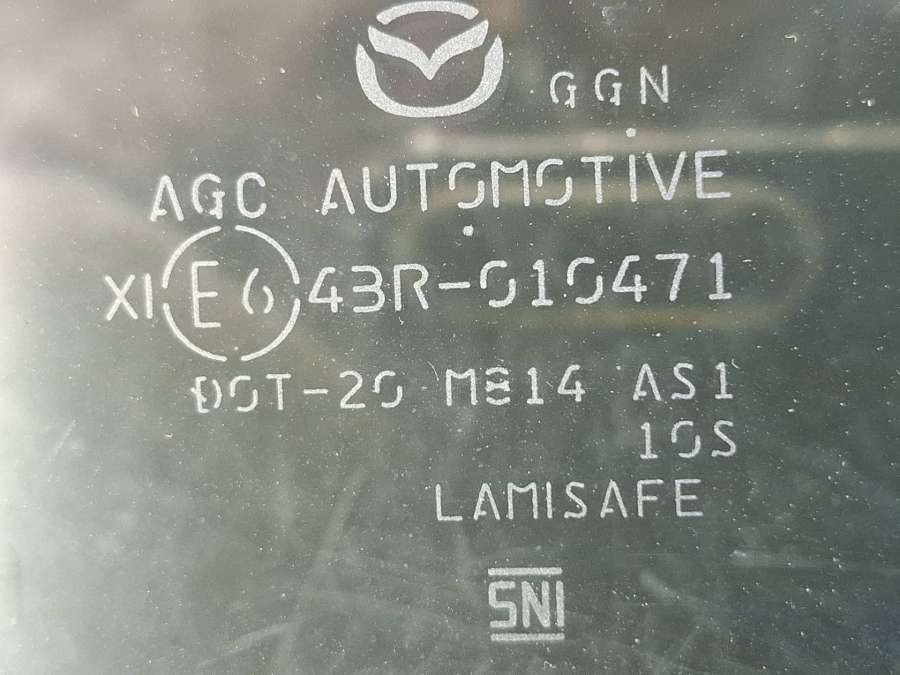 GGN
AGC AUTOMOTIVE
XI E6 43R-010471
DOT-20 M814 AS1
10S
LAMISAFE
SNI